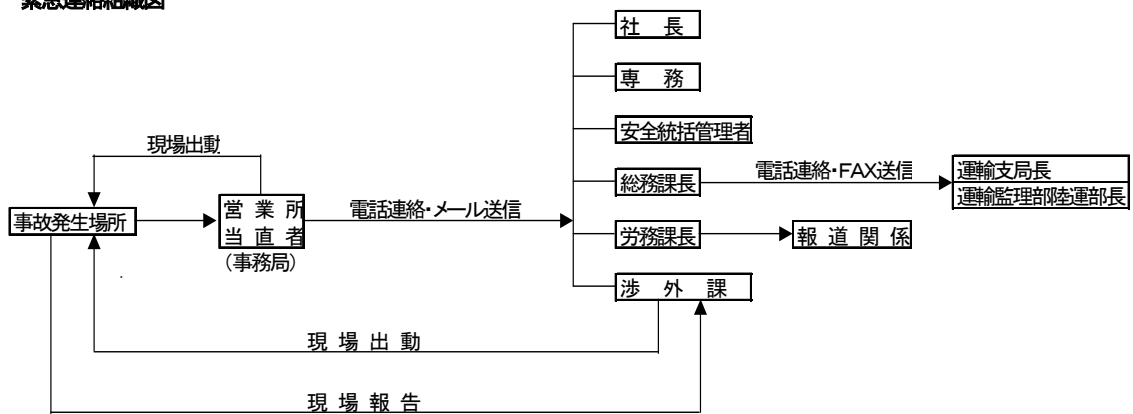 緊急連絡組織図
社 長
専 務
安全統括管理者
現場出動
総務課長
電話連絡・FAX送信
運輸支局長
運輸監理部陸運部長
事故発生場所
営 業 所
当 直 者
(事務局)
電話連絡・メール送信
労務課長
報 道 関 係
渉 外 課
現 場 出 動
現 場 報 告